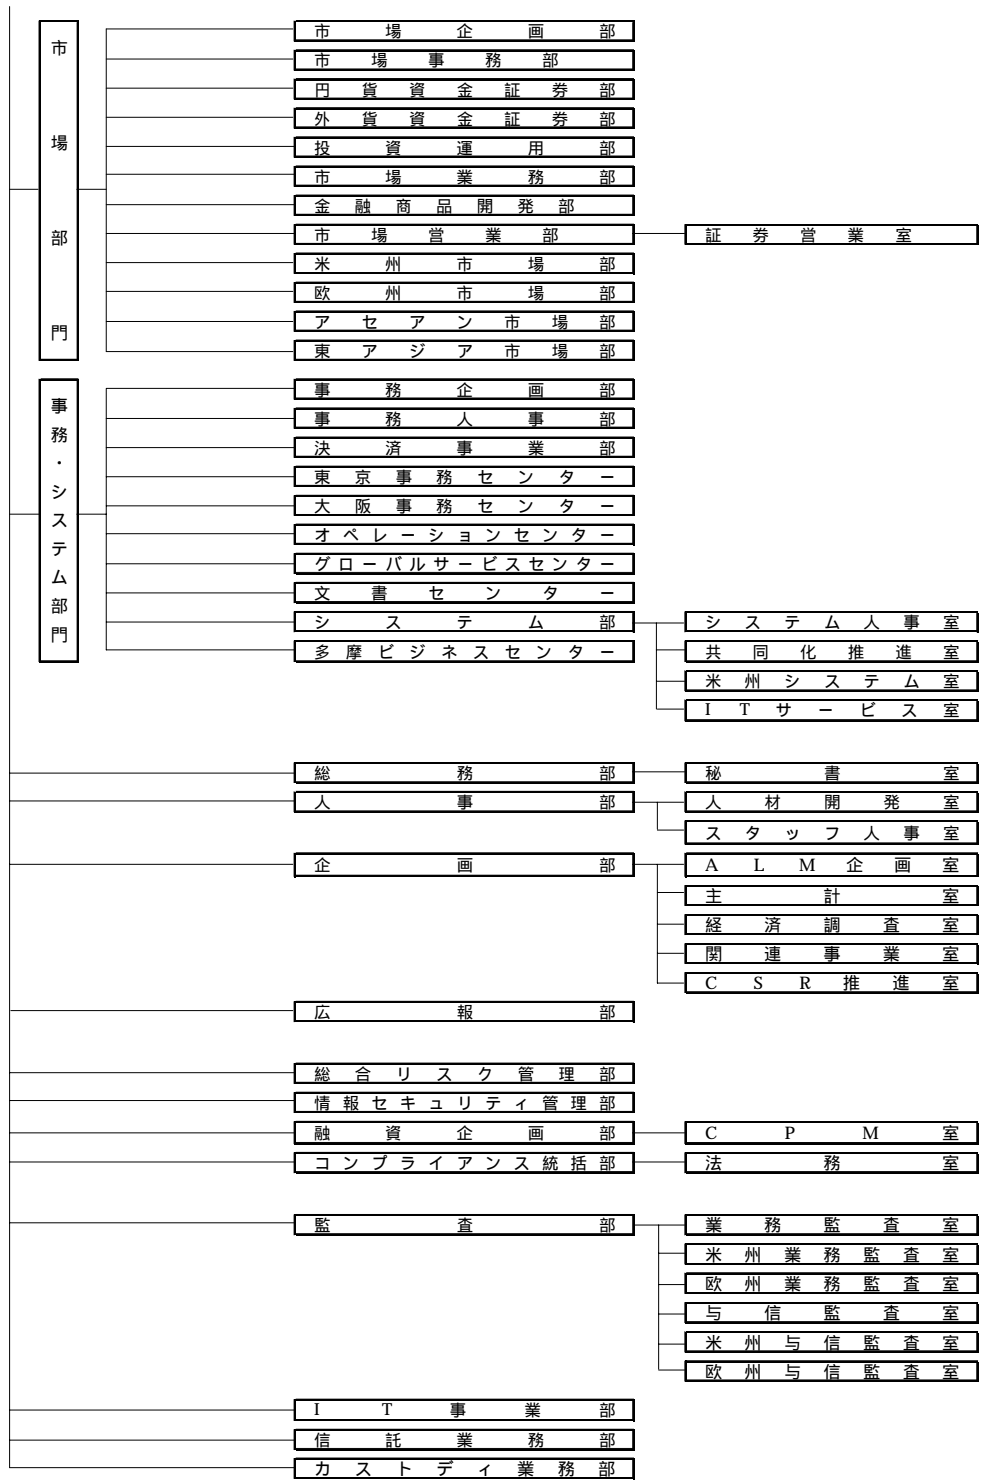 市場部門
市場企画部
市場事務部
円貨資金証券部
外貨資金証券部
投資運用部
市場業務部
金融商品開発部
市場営業部 証券営業室
米州市場部
欧州市場部
アセアン市場部
東アジア市場部
事務・システム部門
事務企画部
事務人事部
決済事業部
東京事務センター
大阪事務センター
オペレーションセンター
グローバルサービスセンター
文書センター
システム部 システム人事室
多摩ビジネスセンター 共同化推進室
米州システム室
ITサービス室
総務部 秘書室
人事部 人材開発室
スタッフ人事室
企画部 ALM企画室
主計室
経済調査室
関連事業室
CSR推進室
広報部
総合リスク管理部
情報セキュリティ管理部
融資企画部 CPM室
コンプライアンス統括部 法務室
監査部 業務監査室
米州業務監査室
欧州業務監査室
与信監査室
米州与信監査室
欧州与信監査室
IT事業部
信託業務部
カストディ業務部